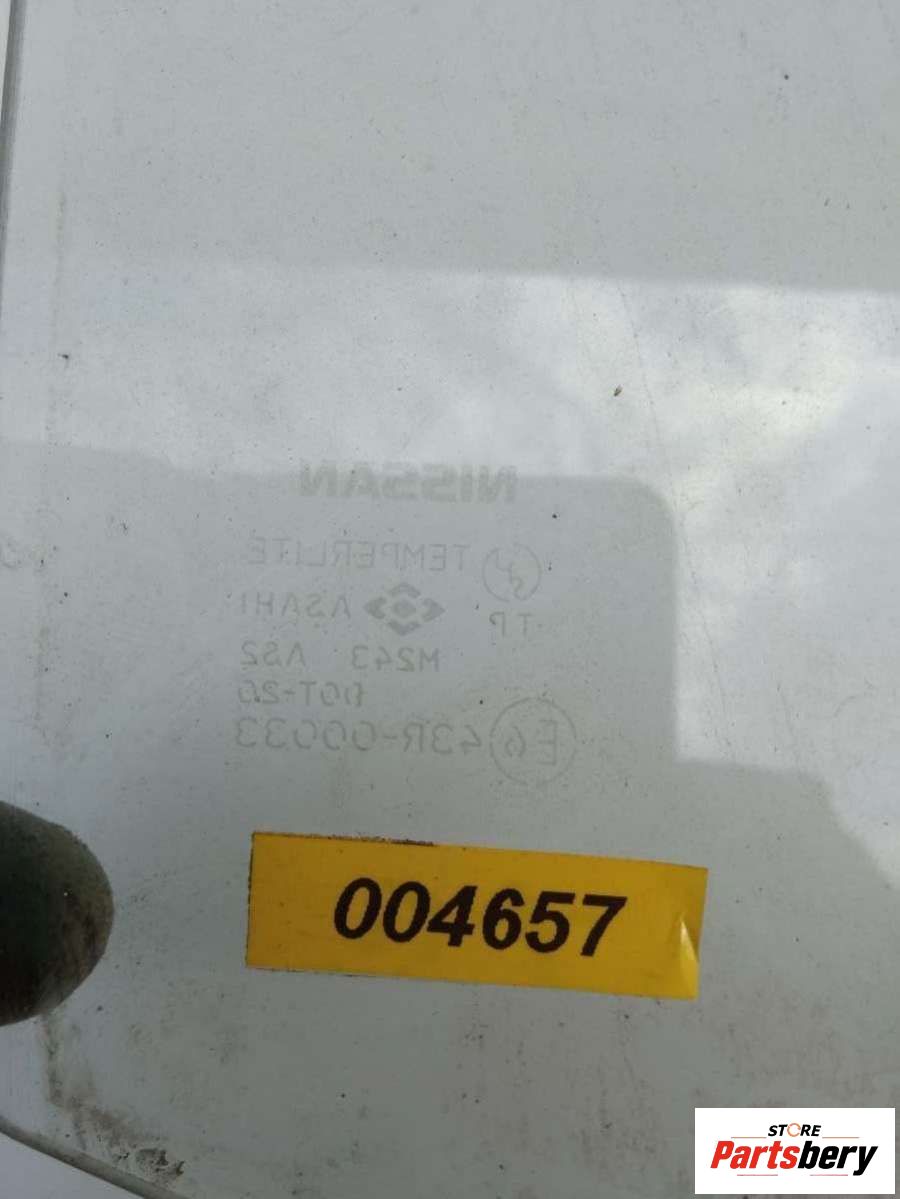 NISSAN
TEMPERLITE
TP ASAHI
M243 AS2
DOT-20
E6 43R-00033
004657
STORE
Partsbery